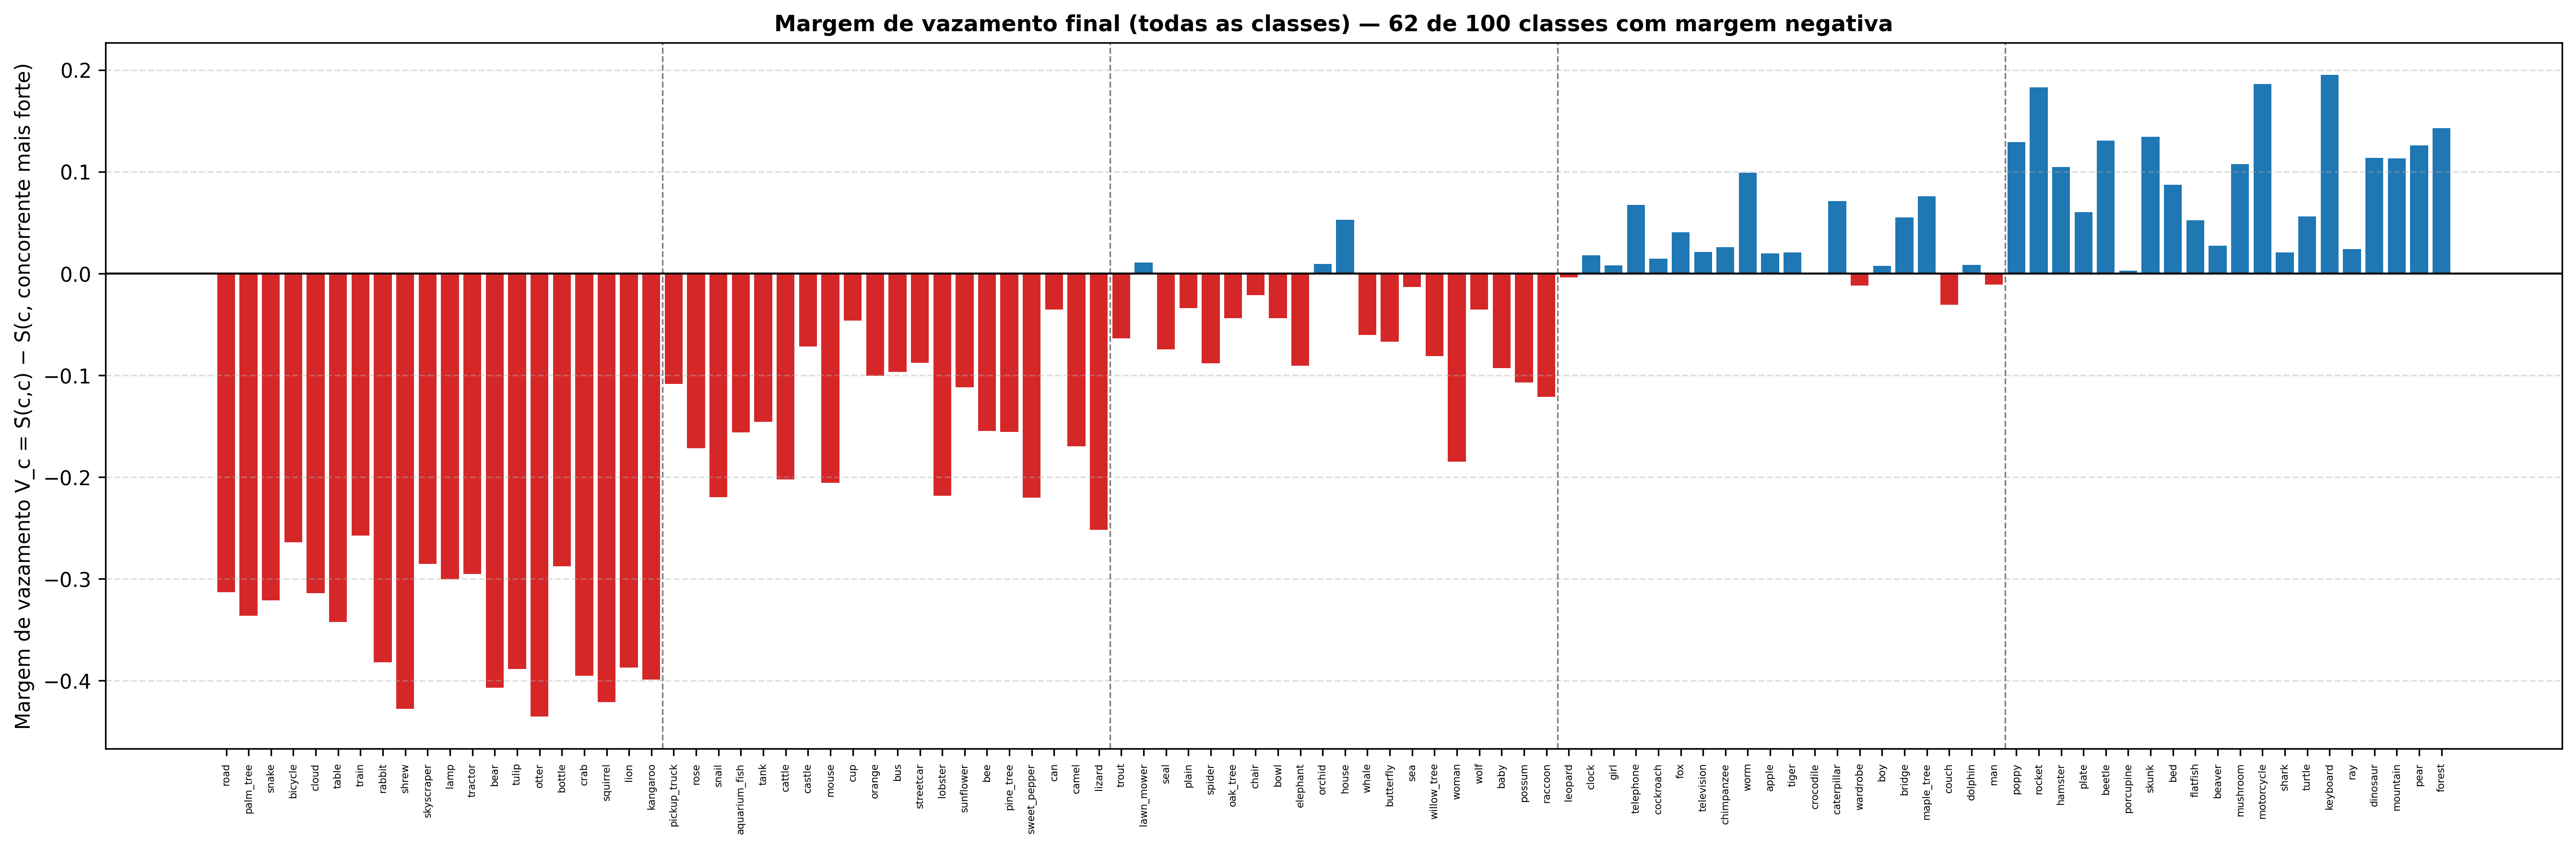 Margem de vazamento final (todas as classes) — 62 de 100 classes com margem negativa
Margem de vazamento V_c = S(c,c) − S(c, concorrente mais forte)
0.2
0.1
0.0
−0.1
−0.2
−0.3
−0.4
road
palm_tree
snake
bicycle
cloud
table
train
rabbit
shrew
skyscraper
lamp
tractor
bear
tulip
otter
bottle
crab
squirrel
lion
kangaroo
pickup_truck
rose
snail
aquarium_fish
tank
cattle
castle
mouse
cup
orange
bus
streetcar
lobster
sunflower
bee
pine_tree
sweet_pepper
can
camel
lizard
trout
lawn_mower
seal
plain
spider
oak_tree
chair
bowl
elephant
orchid
house
whale
butterfly
sea
willow_tree
woman
wolf
baby
possum
raccoon
leopard
clock
girl
telephone
cockroach
fox
television
chimpanzee
worm
apple
tiger
crocodile
caterpillar
wardrobe
boy
bridge
maple_tree
couch
dolphin
man
poppy
rocket
hamster
plate
beetle
porcupine
skunk
bed
flatfish
beaver
mushroom
motorcycle
shark
turtle
keyboard
ray
dinosaur
mountain
pear
forest